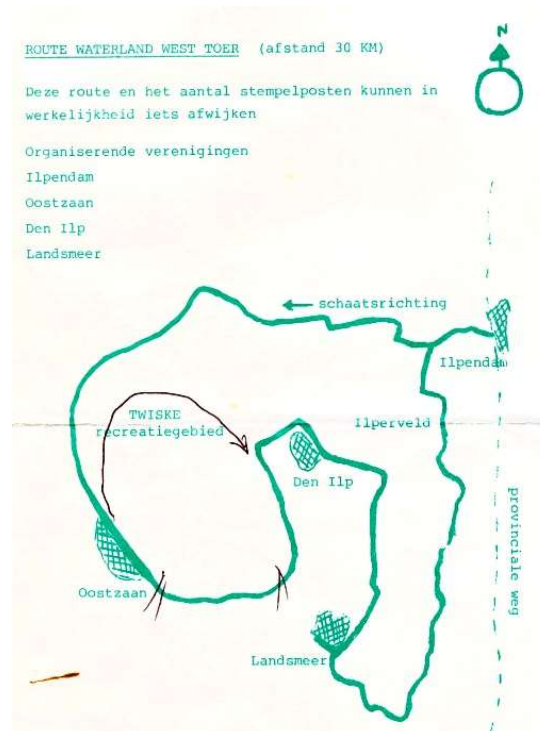 N
ROUTE WATERLAND WEST TOER (afstand 30 KM)
Deze route en het aantal stempelposten kunnen in
werkelijkheid iets afwijken
Organiserende verenigingen
Ilpendam
Oostzaan
Den Ilp
Landsmeer
← schaatsrichting
Ilpendam
TWISKE
recreatiegebied
Ilperveld
Den Ilp
provinciale weg
Oostzaan
Landsmeer